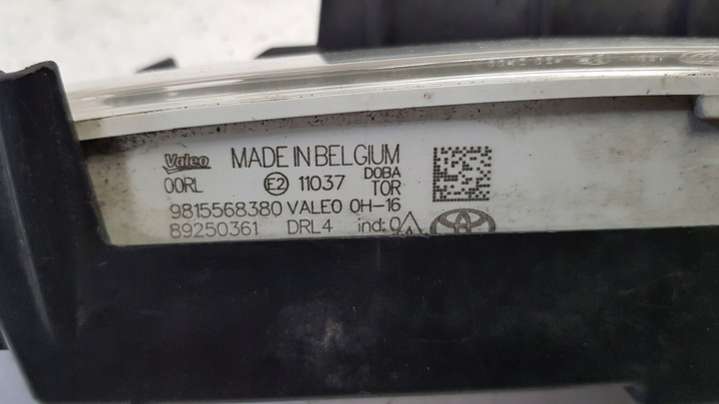 Valeo MADE IN BELGIUM
DOBA
00RL E2 11037 TOR
9815568380 VALEO 0H-16
89250361 DRL4 ind:0